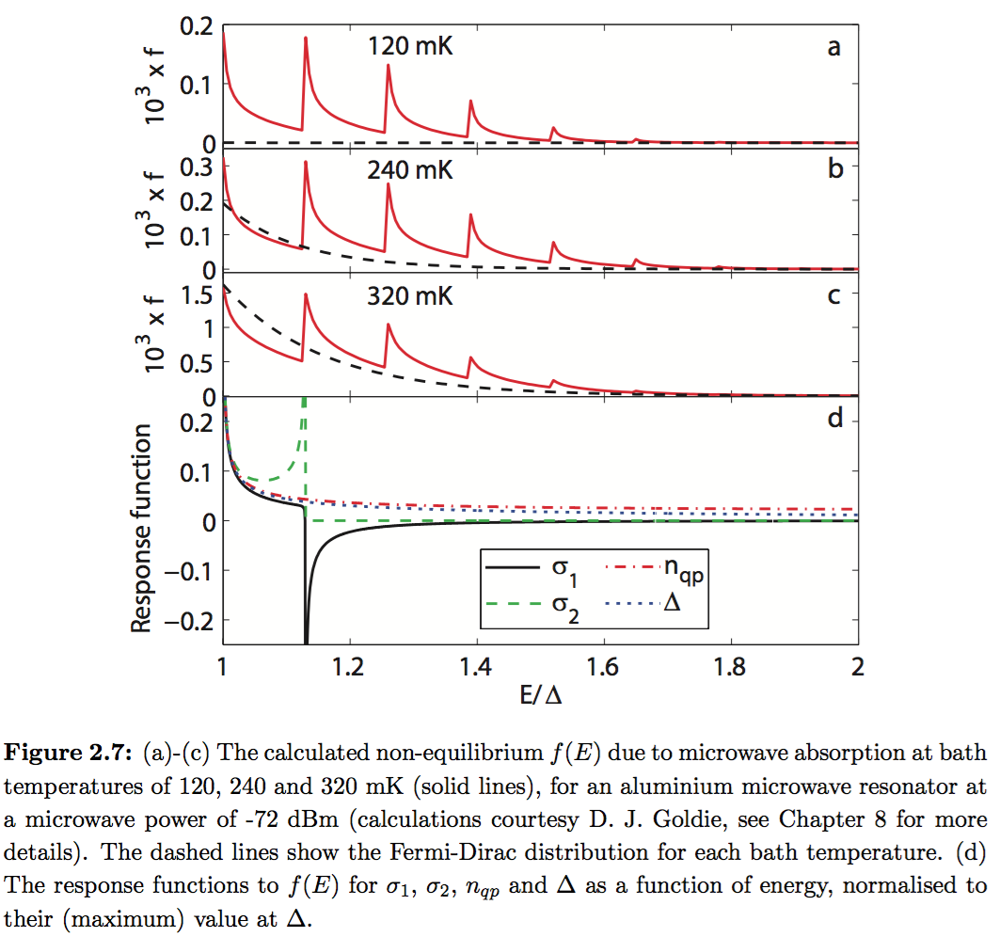 0.2
120 mK
a
0.1
10³ x f
0
0.3
240 mK
b
0.2
0.1
10³ x f
0
1.5
320 mK
c
1
0.5
10³ x f
0
d
0.2
0.1
0
−0.1
−0.2
Response function
σ₁
n_qp
σ₂
Δ
1
1.2
1.4
1.6
1.8
2
E/Δ
Figure 2.7: (a)-(c) The calculated non-equilibrium f(E) due to microwave absorption at bath
temperatures of 120, 240 and 320 mK (solid lines), for an aluminium microwave resonator at
a microwave power of -72 dBm (calculations courtesy D. J. Goldie, see Chapter 8 for more
details). The dashed lines show the Fermi-Dirac distribution for each bath temperature. (d)
The response functions to f(E) for σ₁, σ₂, n_qp and Δ as a function of energy, normalised to
their (maximum) value at Δ.